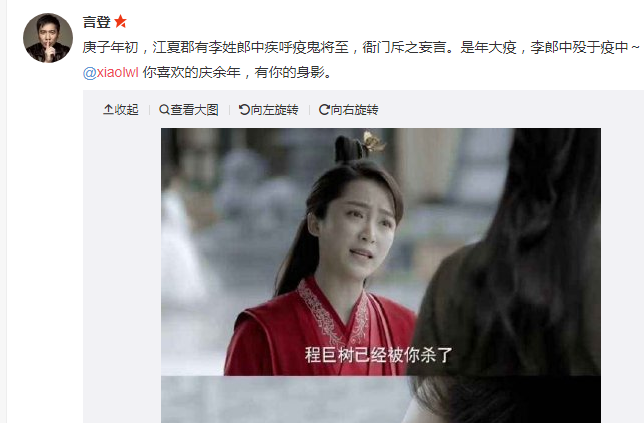 言登
庚子年初，江夏郡有李姓郎中疾呼疫鬼将至，衙门斥之妄言。是年大疫，李郎中殁于疫中～
@xiaolwl 你喜欢的庆余年，有你的身影。
收起 查看大图 向左旋转 向右旋转
程巨树已经被你杀了